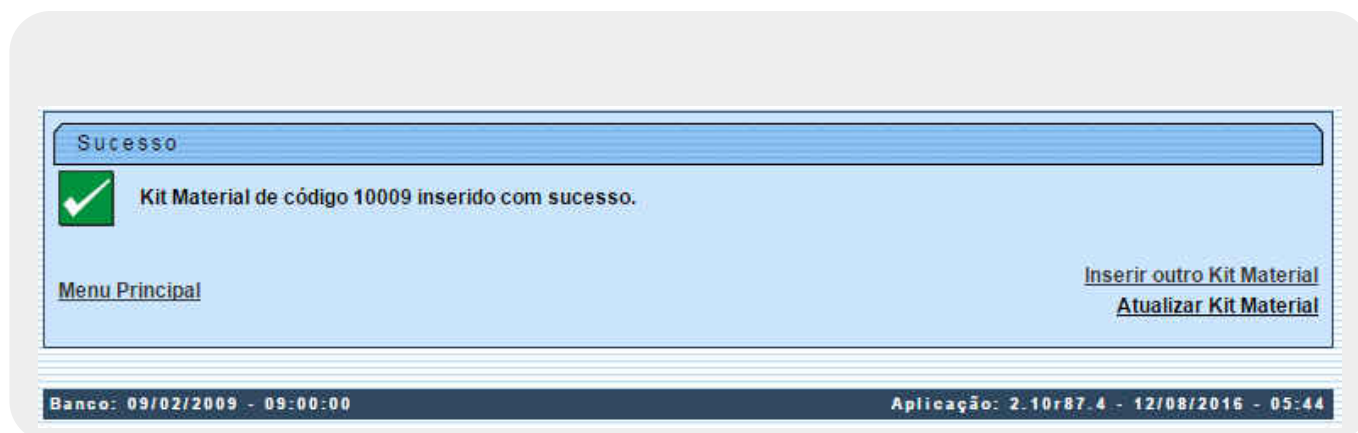 Sucesso
Kit Material de código 10009 inserido com sucesso.
Menu Principal
Inserir outro Kit Material
Atualizar Kit Material
Banco: 09/02/2009 - 09:00:00
Aplicação: 2.10r87.4 - 12/08/2016 - 05:44